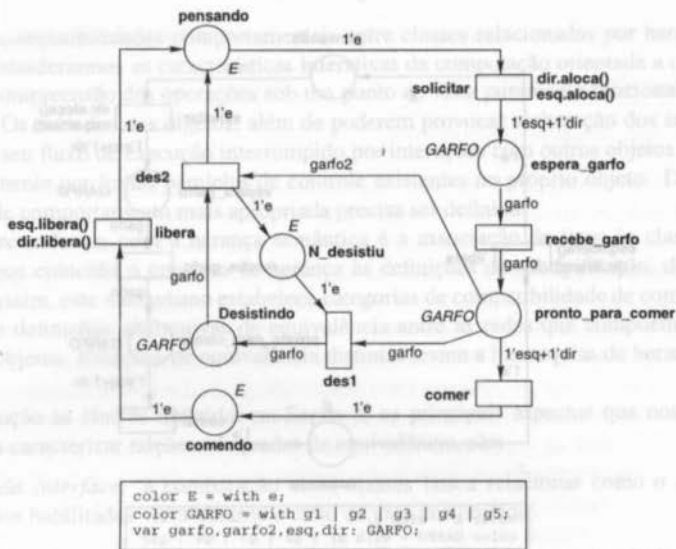 pensando
1'e
E
solicitar
dir.aloca()
esq.aloca()
1'e
1'e
1'esq+1'dir
garfo2
GARFO
espera_garfo
des2
1'e
garfo
esq.libera()
dir.libera()
libera
E
N_desistiu
recebe_garfo
garfo
garfo
1'e
Desistindo
GARFO
pronto_para_comer
GARFO
garfo
garfo
1'esq+1'dir
des1
comer
E
1'e
1'e
comendo
color E = with e;
color GARFO = with g1 | g2 | g3 | g4 | g5;
var garfo,garfo2,esq,dir: GARFO;